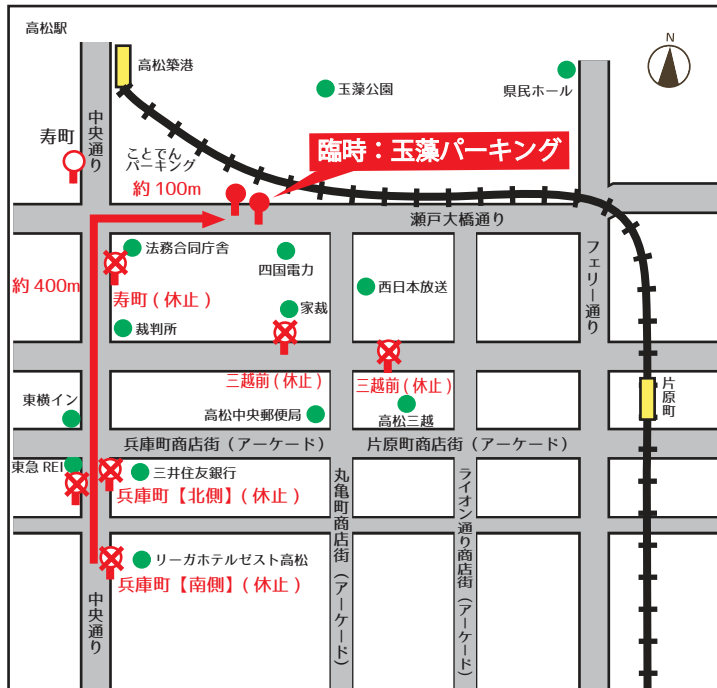 高松駅
N
高松築港
玉藻公園
県民ホール
中央通り
寿町
ことでん
パーキング
臨時：玉藻パーキング
約 100m
瀬戸大橋通り
法務合同庁舎
四国電力
フェリー通り
約 400m
寿町 ( 休止 )
西日本放送
家裁
裁判所
三越前 ( 休止 )
三越前 ( 休止 )
片原町
東横イン
高松中央郵便局
高松三越
兵庫町商店街（アーケード）
片原町商店街（アーケード）
東急 REI
三井住友銀行
兵庫町【北側】( 休止 )
丸亀町商店街（アーケード）
ライオン通り商店街（アーケード）
リーガホテルゼスト高松
兵庫町【南側】( 休止 )
中央通り